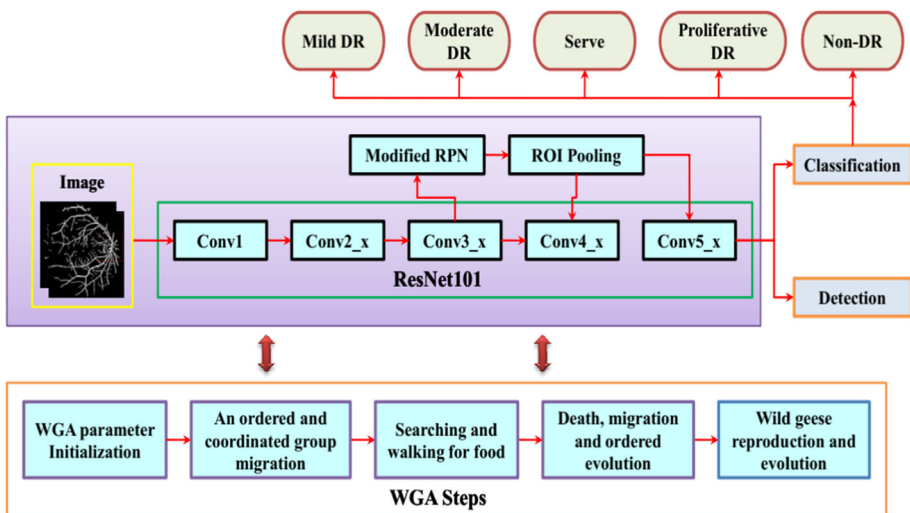 Mild DR
Moderate
DR
Serve
Proliferative
DR
Non-DR
Modified RPN
ROI Pooling
Classification
Image
Conv1
Conv2_x
Conv3_x
Conv4_x
Conv5_x
ResNet101
Detection
WGA parameter
Initialization
An ordered and
coordinated group
migration
Searching and
walking for food
Death, migration
and ordered
evolution
Wild geese
reproduction and
evolution
WGA Steps